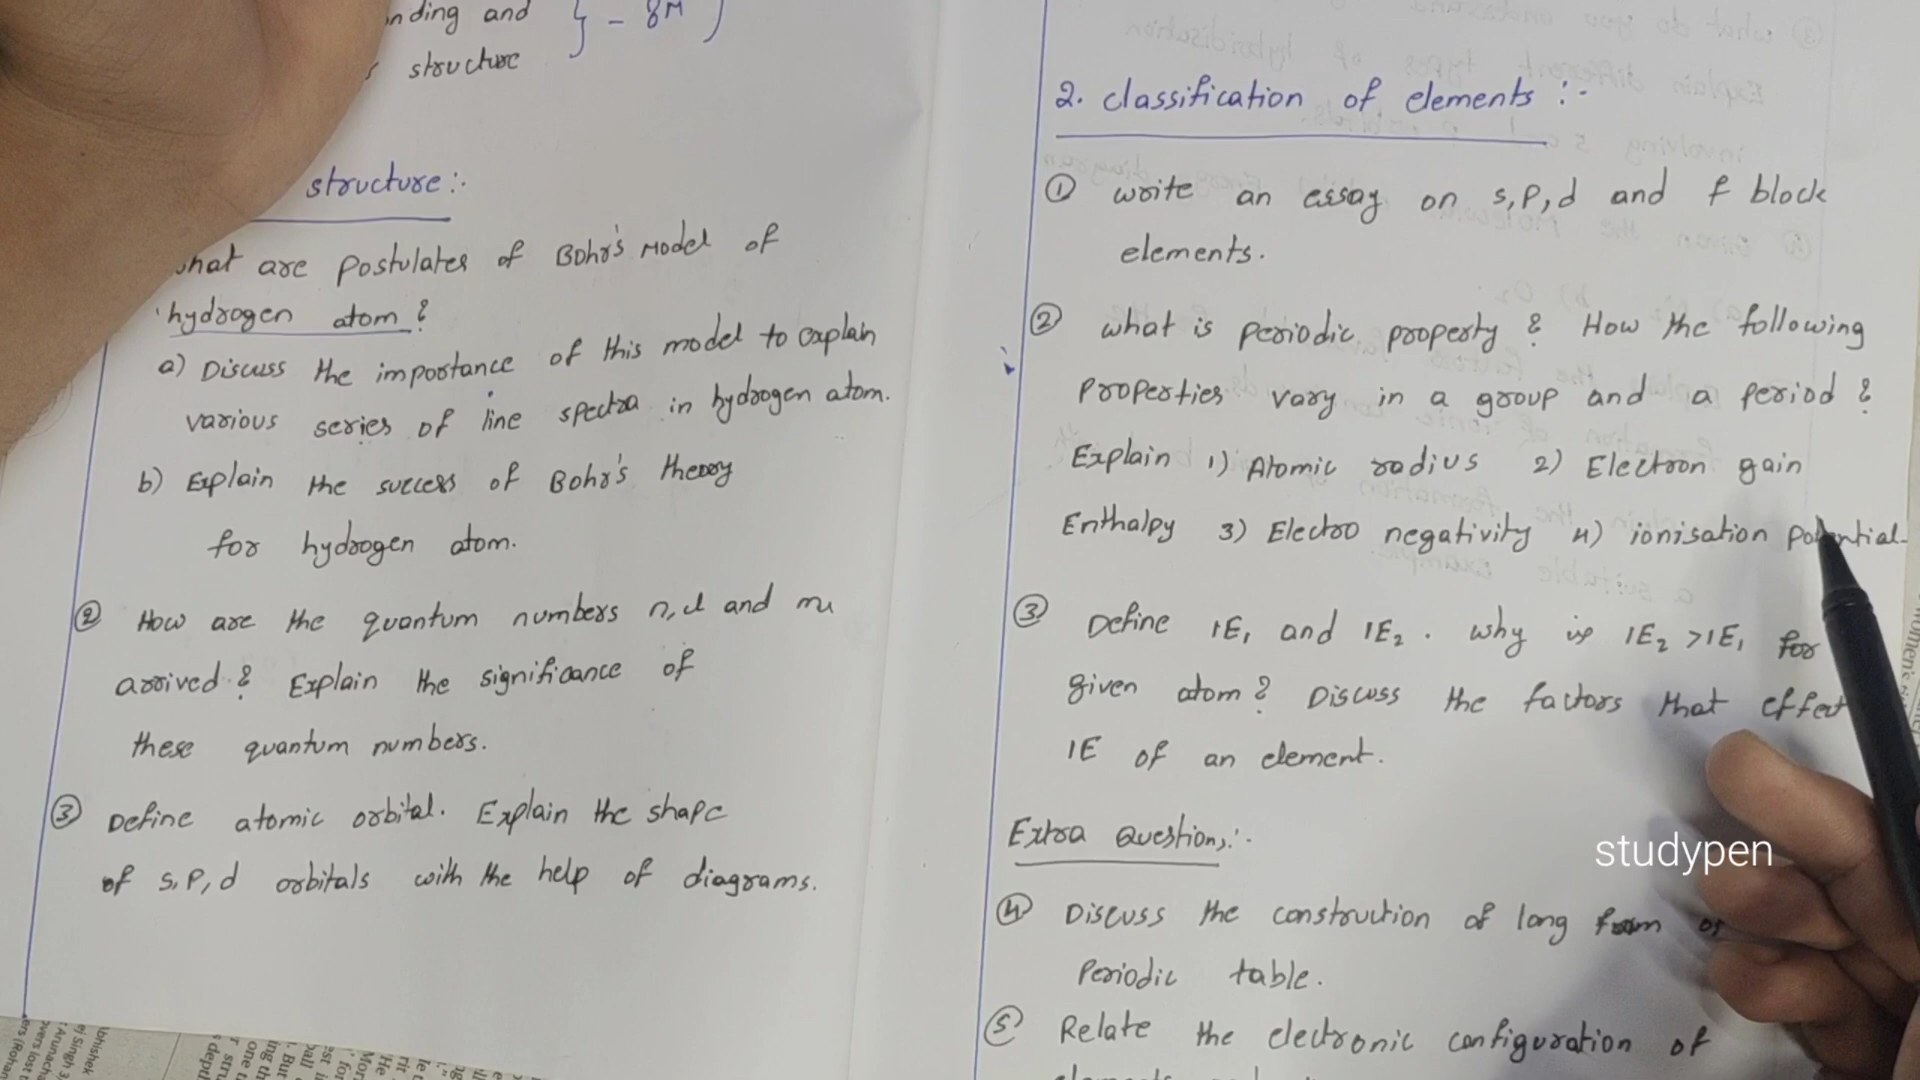 nding and } - 8M )
structure
structure :-
what are postulates of Bohr's Model of
hydrogen atom ?
a) Discuss the importance of this model to explain
various series of line spectra in hydrogen atom.
b) Explain the success of Bohr's theory
for hydrogen atom.
② How are the quantum numbers n, l and m
arrived ? Explain the significance of
these quantum numbers.
③ Define atomic orbital. Explain the shape
of s, p, d orbitals with the help of diagrams.
2. classification of elements :-
① write an essay on s, p, d and f block
elements.
② what is periodic property ? How the following
properties vary in a group and a period ?
Explain 1) Atomic radius 2) Electron gain
Enthalpy 3) Electro negativity 4) ionisation potential.
③ Define IE₁ and IE₂. why is IE₂ > IE₁ for
given atom ? Discuss the factors that effect
IE of an element.
Extra Questions :-
④ Discuss the construction of long form of
periodic table.
⑤ Relate the electronic configuration of
studypen